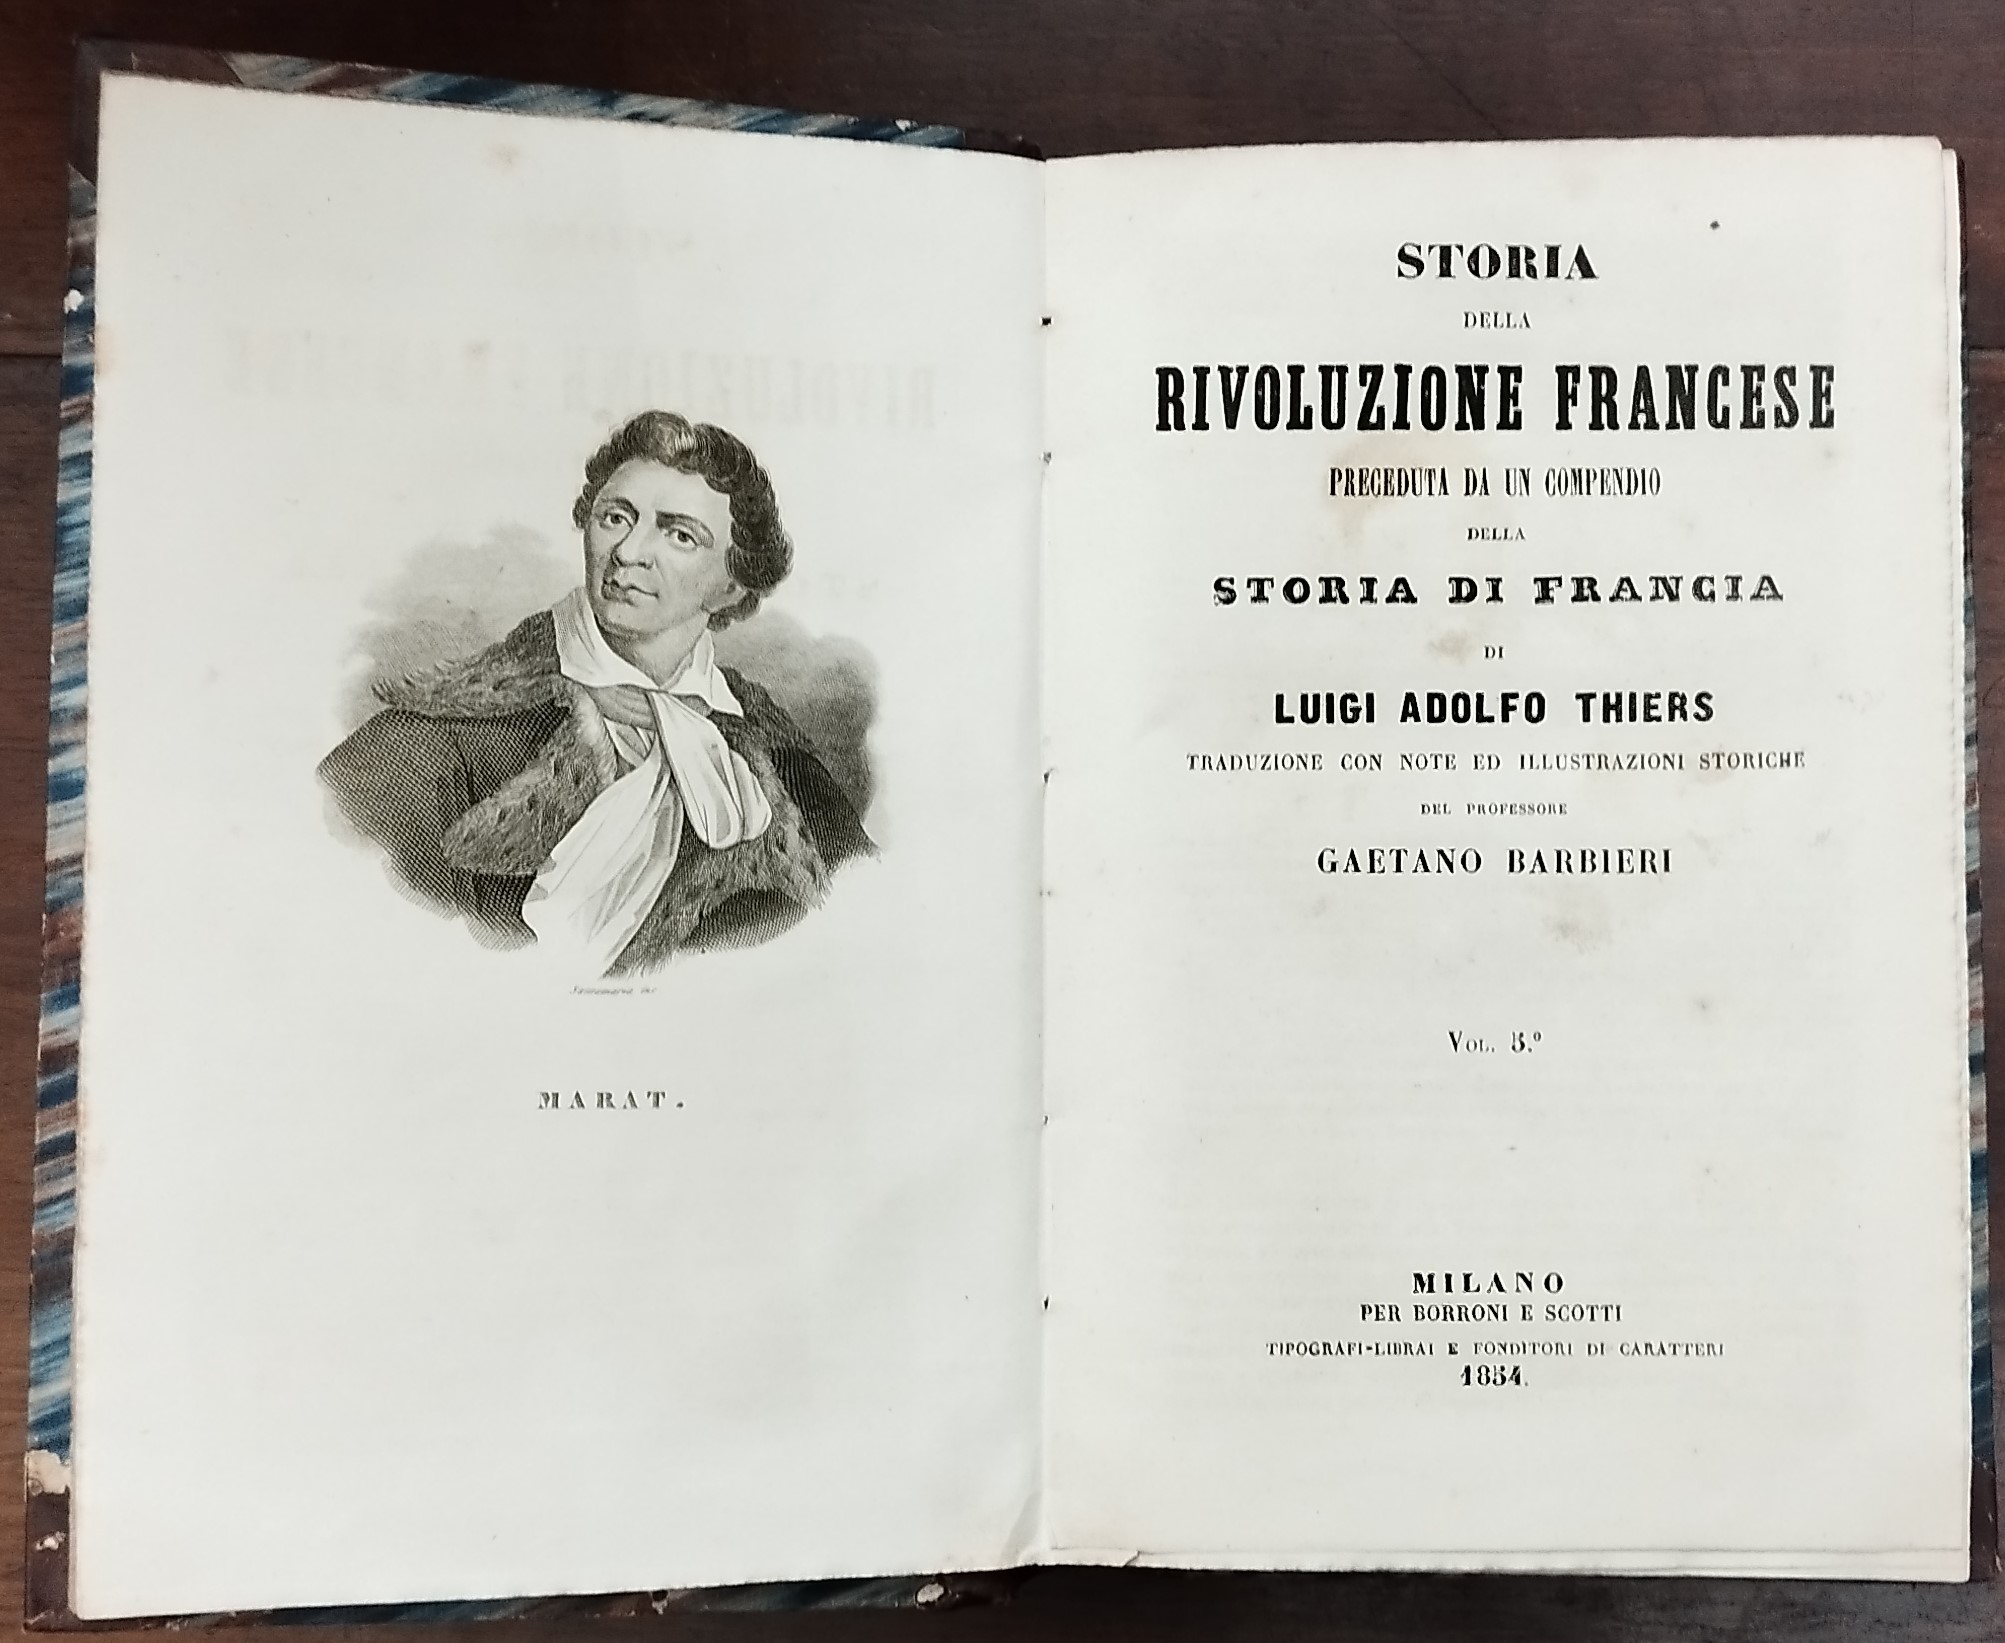 MARAT.
STORIA
DELLA
RIVOLUZIONE FRANCESE
PRECEDUTA DA UN COMPENDIO
DELLA
STORIA DI FRANCIA
DI
LUIGI ADOLFO THIERS
TRADUZIONE CON NOTE ED ILLUSTRAZIONI STORICHE
DEL PROFESSORE
GAETANO BARBIERI
VOL. 5.º
MILANO
PER BORRONI E SCOTTI
TIPOGRAFI-LIBRAI E FONDITORI DI CARATTERI
1854.